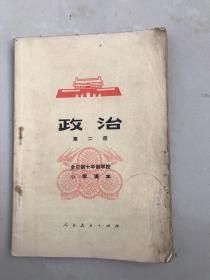 政治
第二册
全日制十年制学校
小学课本
人民教育出版社